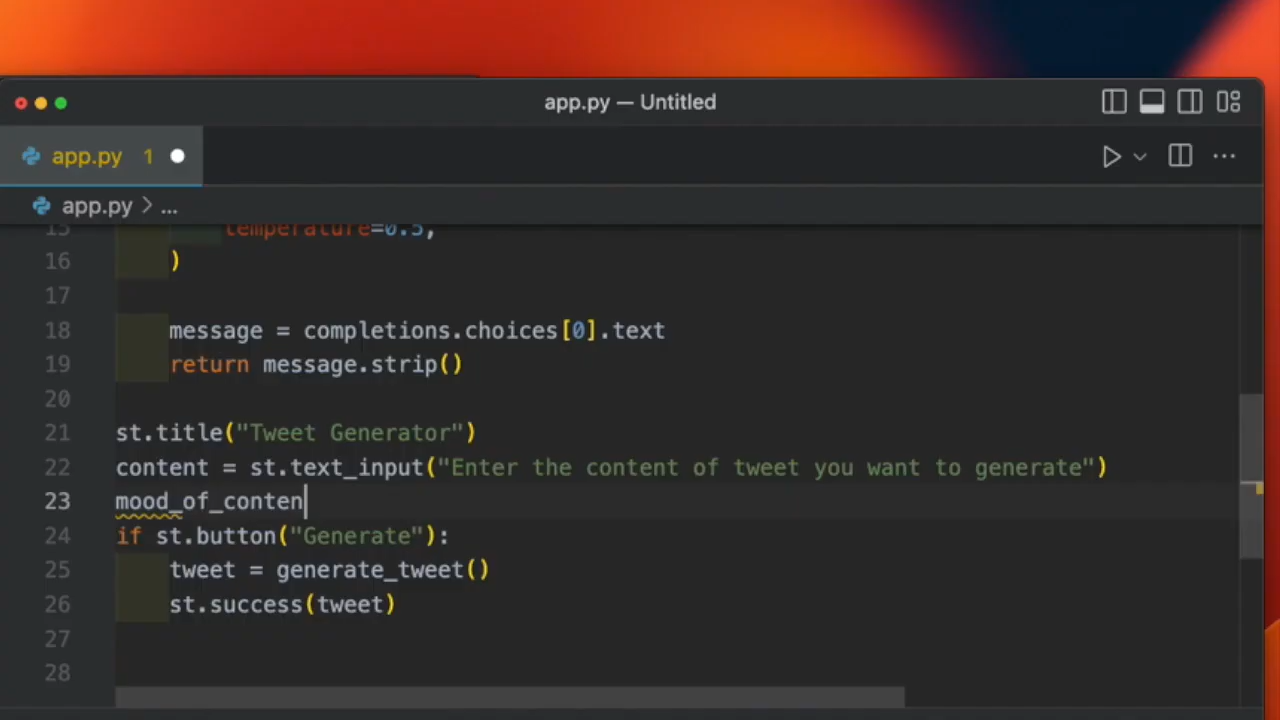 app.py — Untitled
app.py 1
app.py > ...
15 temperature=0.5,
16 )
17
18 message = completions.choices[0].text
19 return message.strip()
20
21 st.title("Tweet Generator")
22 content = st.text_input("Enter the content of tweet you want to generate")
23 mood_of_conten
24 if st.button("Generate"):
25 tweet = generate_tweet()
26 st.success(tweet)
27
28